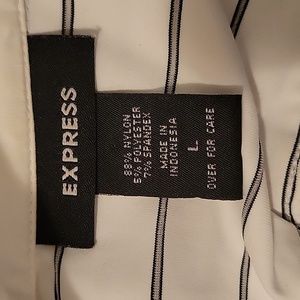 EXPRESS
88% NYLON
5% POLYESTER
7% SPANDEX
MADE IN
INDONESIA
L
OVER FOR CARE